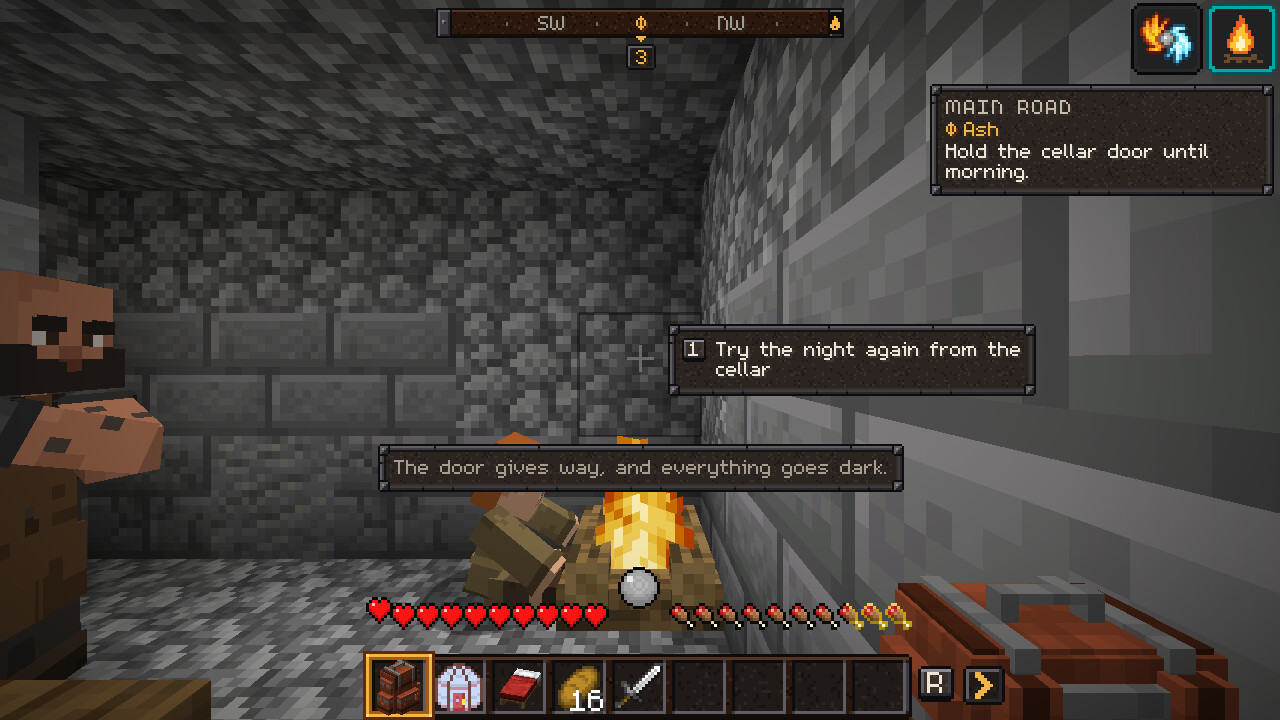 SW
NW
3
MAIN ROAD
Ash
Hold the cellar door until
morning.
1 Try the night again from the
cellar
The door gives way, and everything goes dark.
16
R